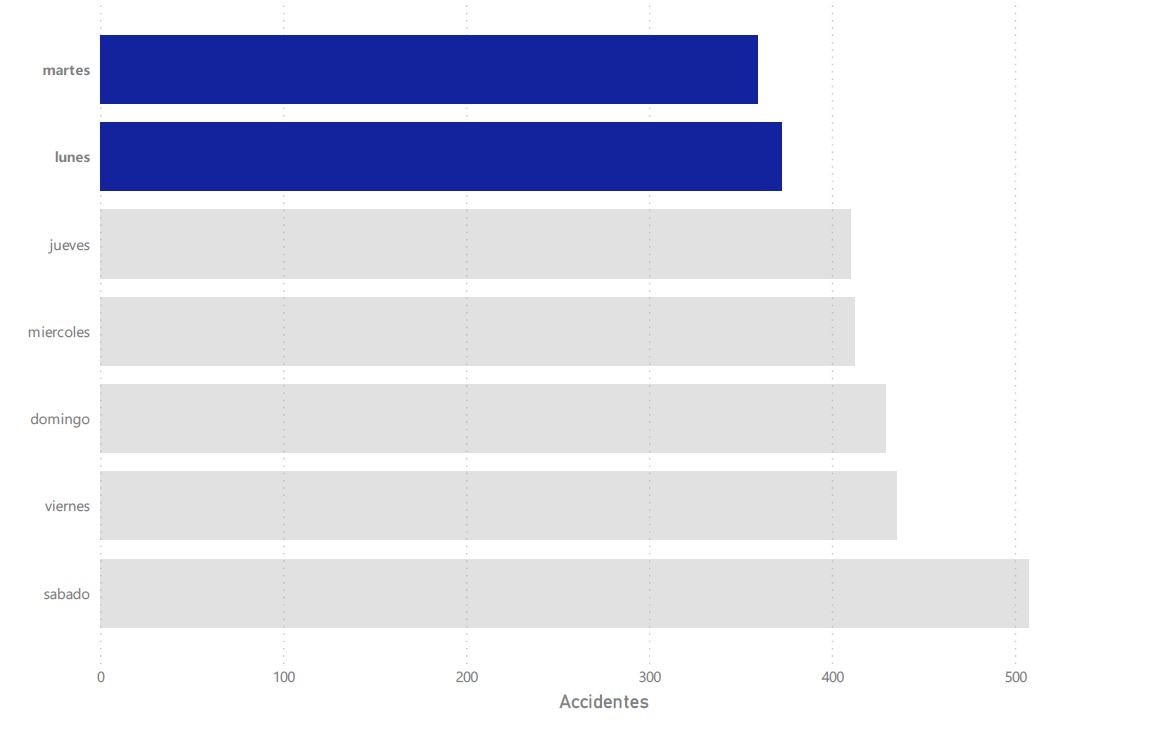 martes
lunes
jueves
miercoles
domingo
viernes
sabado
0 100 200 300 400 500
Accidentes